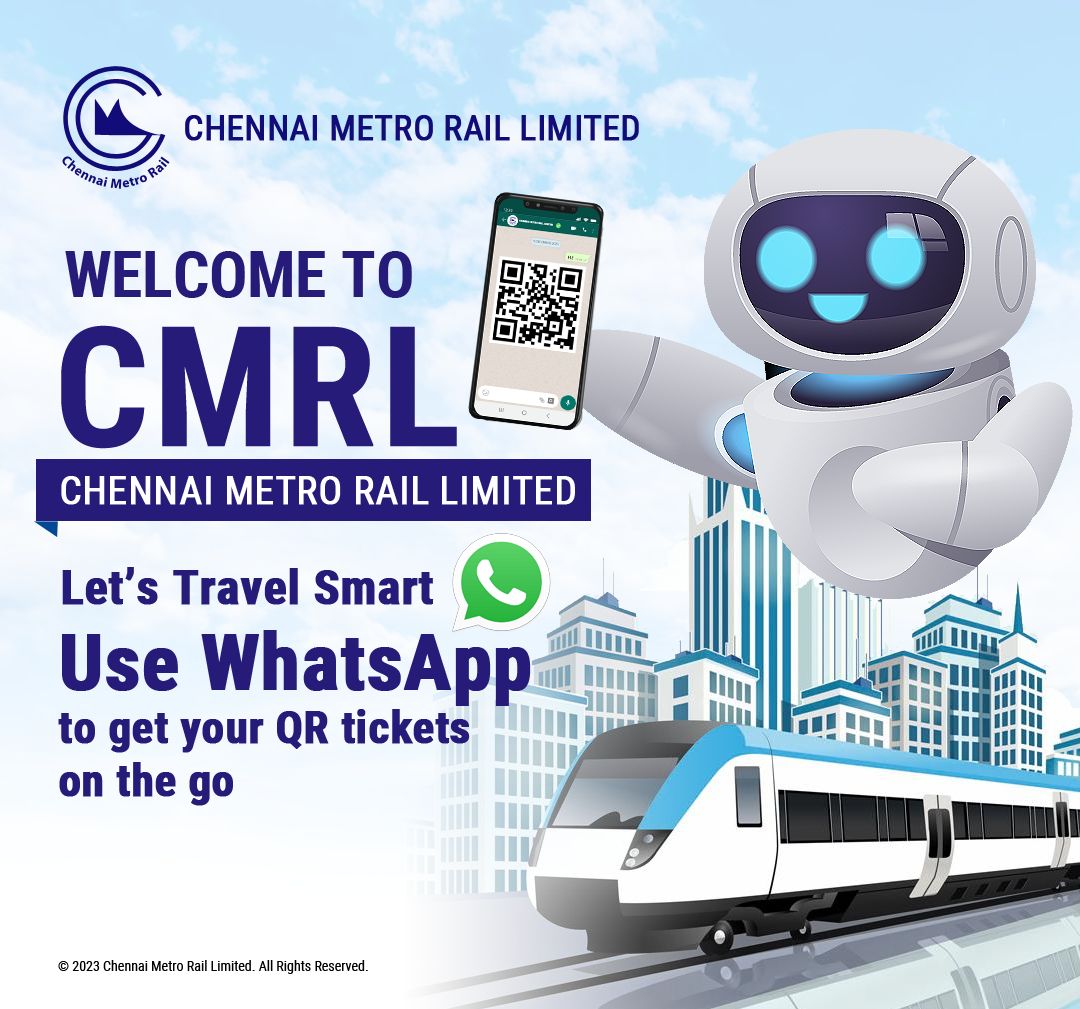 Chennai Metro Rail
CHENNAI METRO RAIL LIMITED
WELCOME TO
CMRL
CHENNAI METRO RAIL LIMITED
Let’s Travel Smart
Use WhatsApp
to get your QR tickets
on the go
© 2023 Chennai Metro Rail Limited. All Rights Reserved.